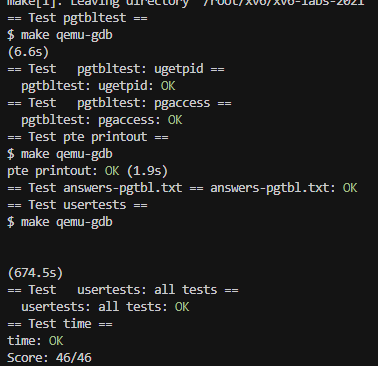 make[1]: Leaving directory '/root/xv6/xv6-labs-2021'
== Test pgtbltest ==
$ make qemu-gdb
(6.6s)
== Test   pgtbltest: ugetpid ==
  pgtbltest: ugetpid: OK
== Test   pgtbltest: pgaccess ==
  pgtbltest: pgaccess: OK
== Test pte printout ==
$ make qemu-gdb
pte printout: OK (1.9s)
== Test answers-pgtbl.txt == answers-pgtbl.txt: OK
== Test usertests ==
$ make qemu-gdb
(674.5s)
== Test   usertests: all tests ==
  usertests: all tests: OK
== Test time ==
time: OK
Score: 46/46